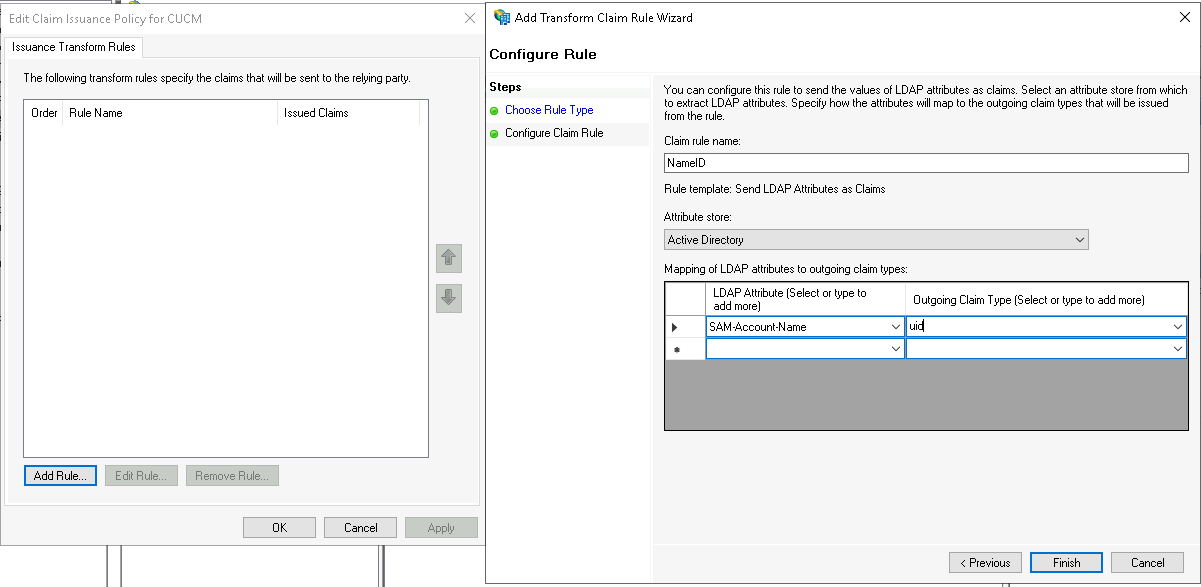 Edit Claim Issuance Policy for CUCM
Issuance Transform Rules
The following transform rules specify the claims that will be sent to the relying party.
Order Rule Name Issued Claims
Add Rule... Edit Rule... Remove Rule...
OK Cancel Apply
Add Transform Claim Rule Wizard
Configure Rule
Steps
Choose Rule Type
Configure Claim Rule
You can configure this rule to send the values of LDAP attributes as claims. Select an attribute store from which
to extract LDAP attributes. Specify how the attributes will map to the outgoing claim types that will be issued
from the rule.
Claim rule name:
NameID
Rule template: Send LDAP Attributes as Claims
Attribute store:
Active Directory
Mapping of LDAP attributes to outgoing claim types:
LDAP Attribute (Select or type to
add more)
Outgoing Claim Type (Select or type to add more)
SAM-Account-Name uid
< Previous Finish Cancel